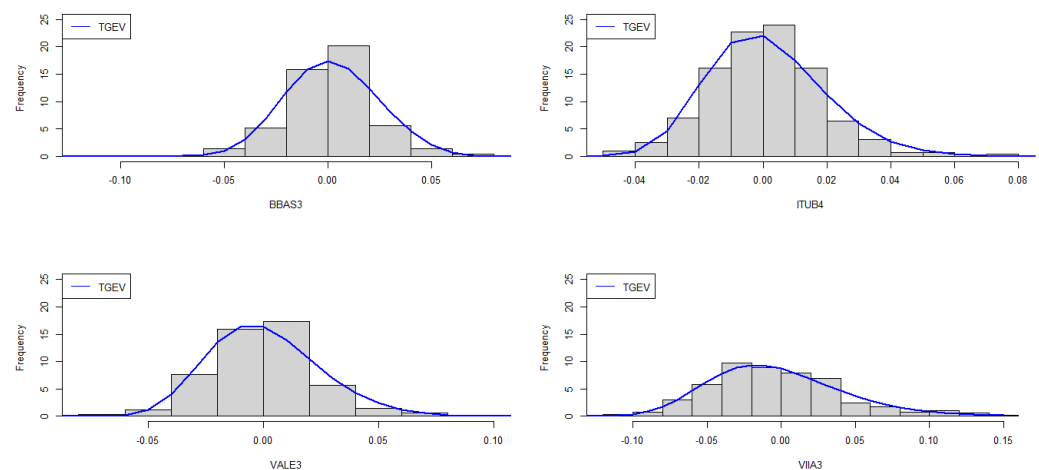 TGEV
Frequency
0 5 10 15 20 25
-0.10 -0.05 0.00 0.05
BBAS3
TGEV
Frequency
0 5 10 15 20 25
-0.04 -0.02 0.00 0.02 0.04 0.06 0.08
ITUB4
TGEV
Frequency
0 5 10 15 20 25
-0.05 0.00 0.05 0.10
VALE3
TGEV
Frequency
0 5 10 15 20 25
-0.10 -0.05 0.00 0.05 0.10 0.15
VIIA3